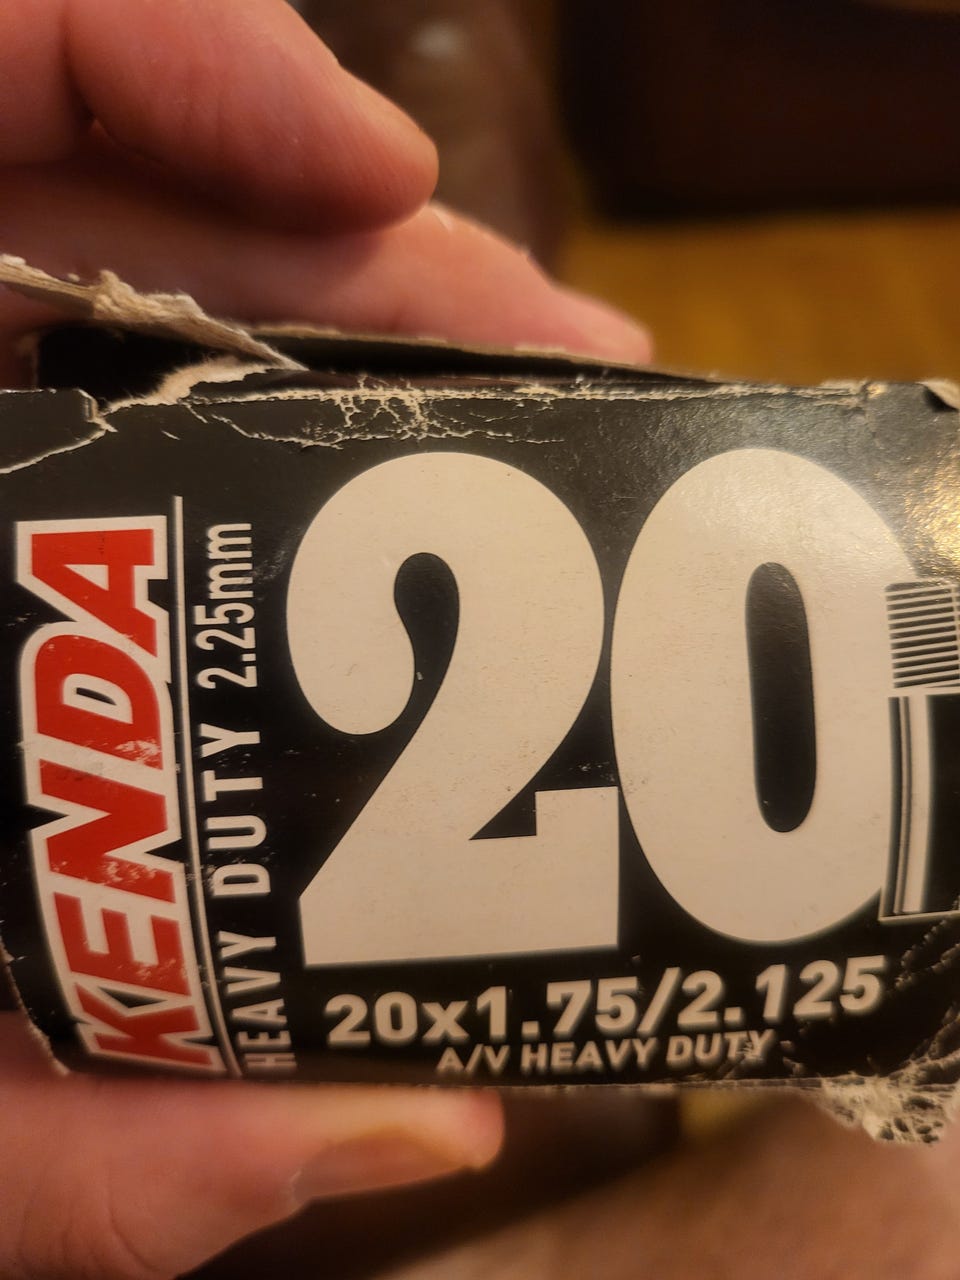 KENDA
HEAVY DUTY 2.25mm
20
20x1.75/2.125
A/V HEAVY DUTY